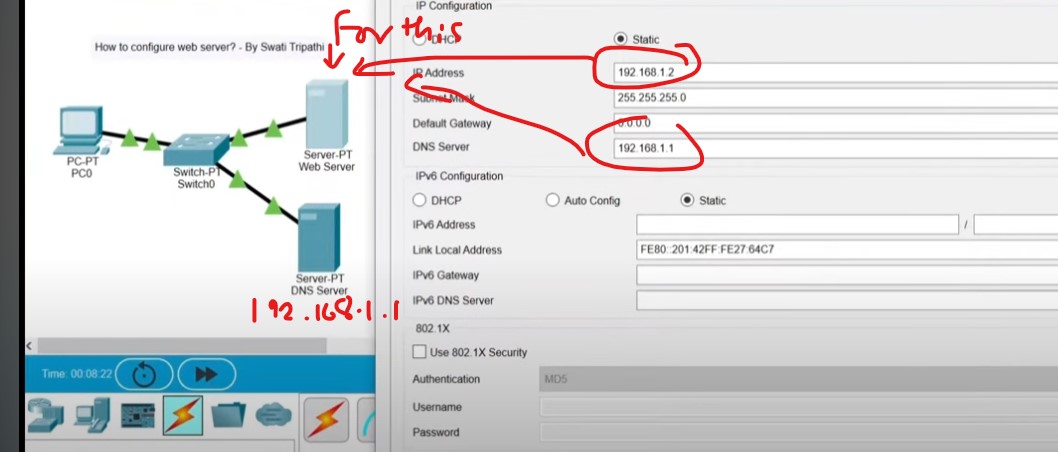 IP Configuration
For this
How to configure web server? - By Swati Tripathi
DHCP
Static
IP Address
192.168.1.2
Subnet Mask
255.255.255.0
Default Gateway
0.0.0.0
DNS Server
192.168.1.1
PC-PT
PC0
Switch-PT
Switch0
Server-PT
Web Server
Server-PT
DNS Server
192.168.1.1
IPv6 Configuration
DHCP
Auto Config
Static
IPv6 Address
/
Link Local Address
FE80::201:42FF:FE27:64C7
IPv6 Gateway
IPv6 DNS Server
802.1X
Use 802.1X Security
Authentication
MD5
Username
Password
<
Time: 00:08:22